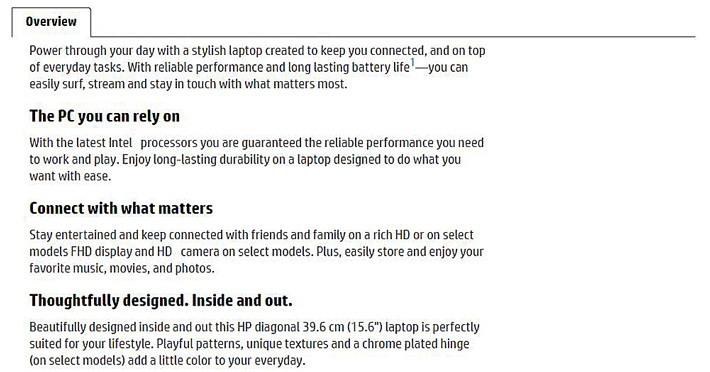 Overview
Power through your day with a stylish laptop created to keep you connected, and on top
of everyday tasks. With reliable performance and long lasting battery life1—you can
easily surf, stream and stay in touch with what matters most.
The PC you can rely on
With the latest Intel processors you are guaranteed the reliable performance you need
to work and play. Enjoy long-lasting durability on a laptop designed to do what you
want with ease.
Connect with what matters
Stay entertained and keep connected with friends and family on a rich HD or on select
models FHD display and HD camera on select models. Plus, easily store and enjoy your
favorite music, movies, and photos.
Thoughtfully designed. Inside and out.
Beautifully designed inside and out this HP diagonal 39.6 cm (15.6") laptop is perfectly
suited for your lifestyle. Playful patterns, unique textures and a chrome plated hinge
(on select models) add a little color to your everyday.